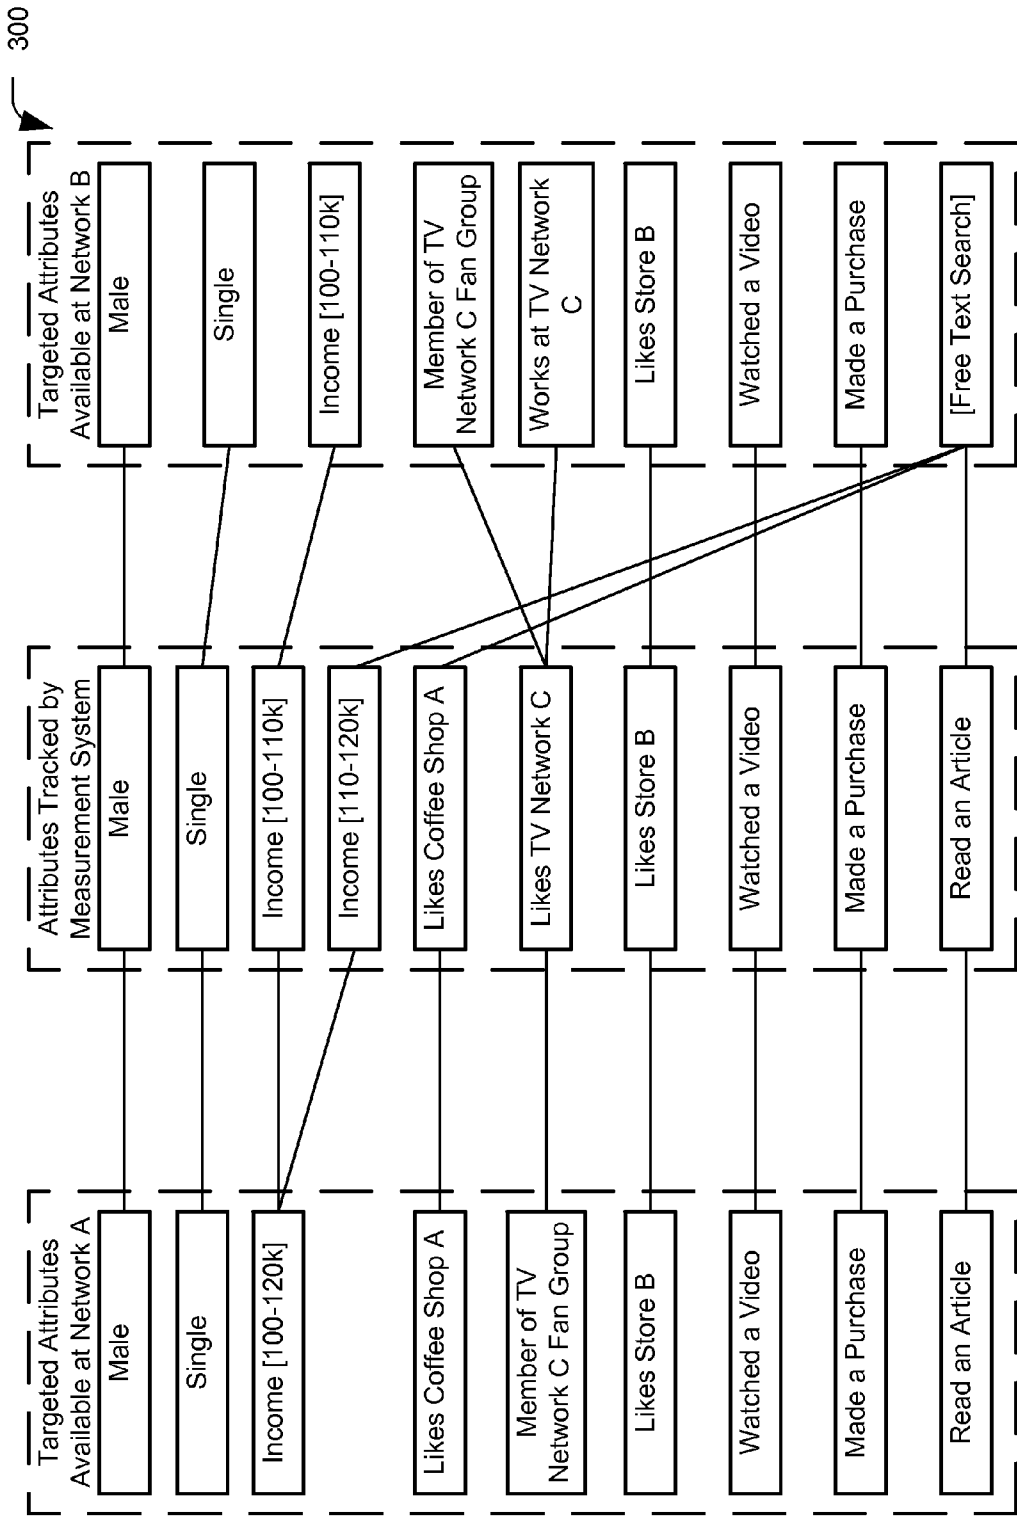 300
Targeted Attributes
Available at Network A
Male
Single
Income [100-120k]
Likes Coffee Shop A
Member of TV
Network C Fan Group
Likes Store B
Watched a Video
Made a Purchase
Read an Article
Attributes Tracked by
Measurement System
Male
Single
Income [100-110k]
Income [110-120k]
Likes Coffee Shop A
Likes TV Network C
Likes Store B
Watched a Video
Made a Purchase
Read an Article
Targeted Attributes
Available at Network B
Male
Single
Income [100-110k]
Member of TV
Network C Fan Group
Works at TV Network
C
Likes Store B
Watched a Video
Made a Purchase
[Free Text Search]